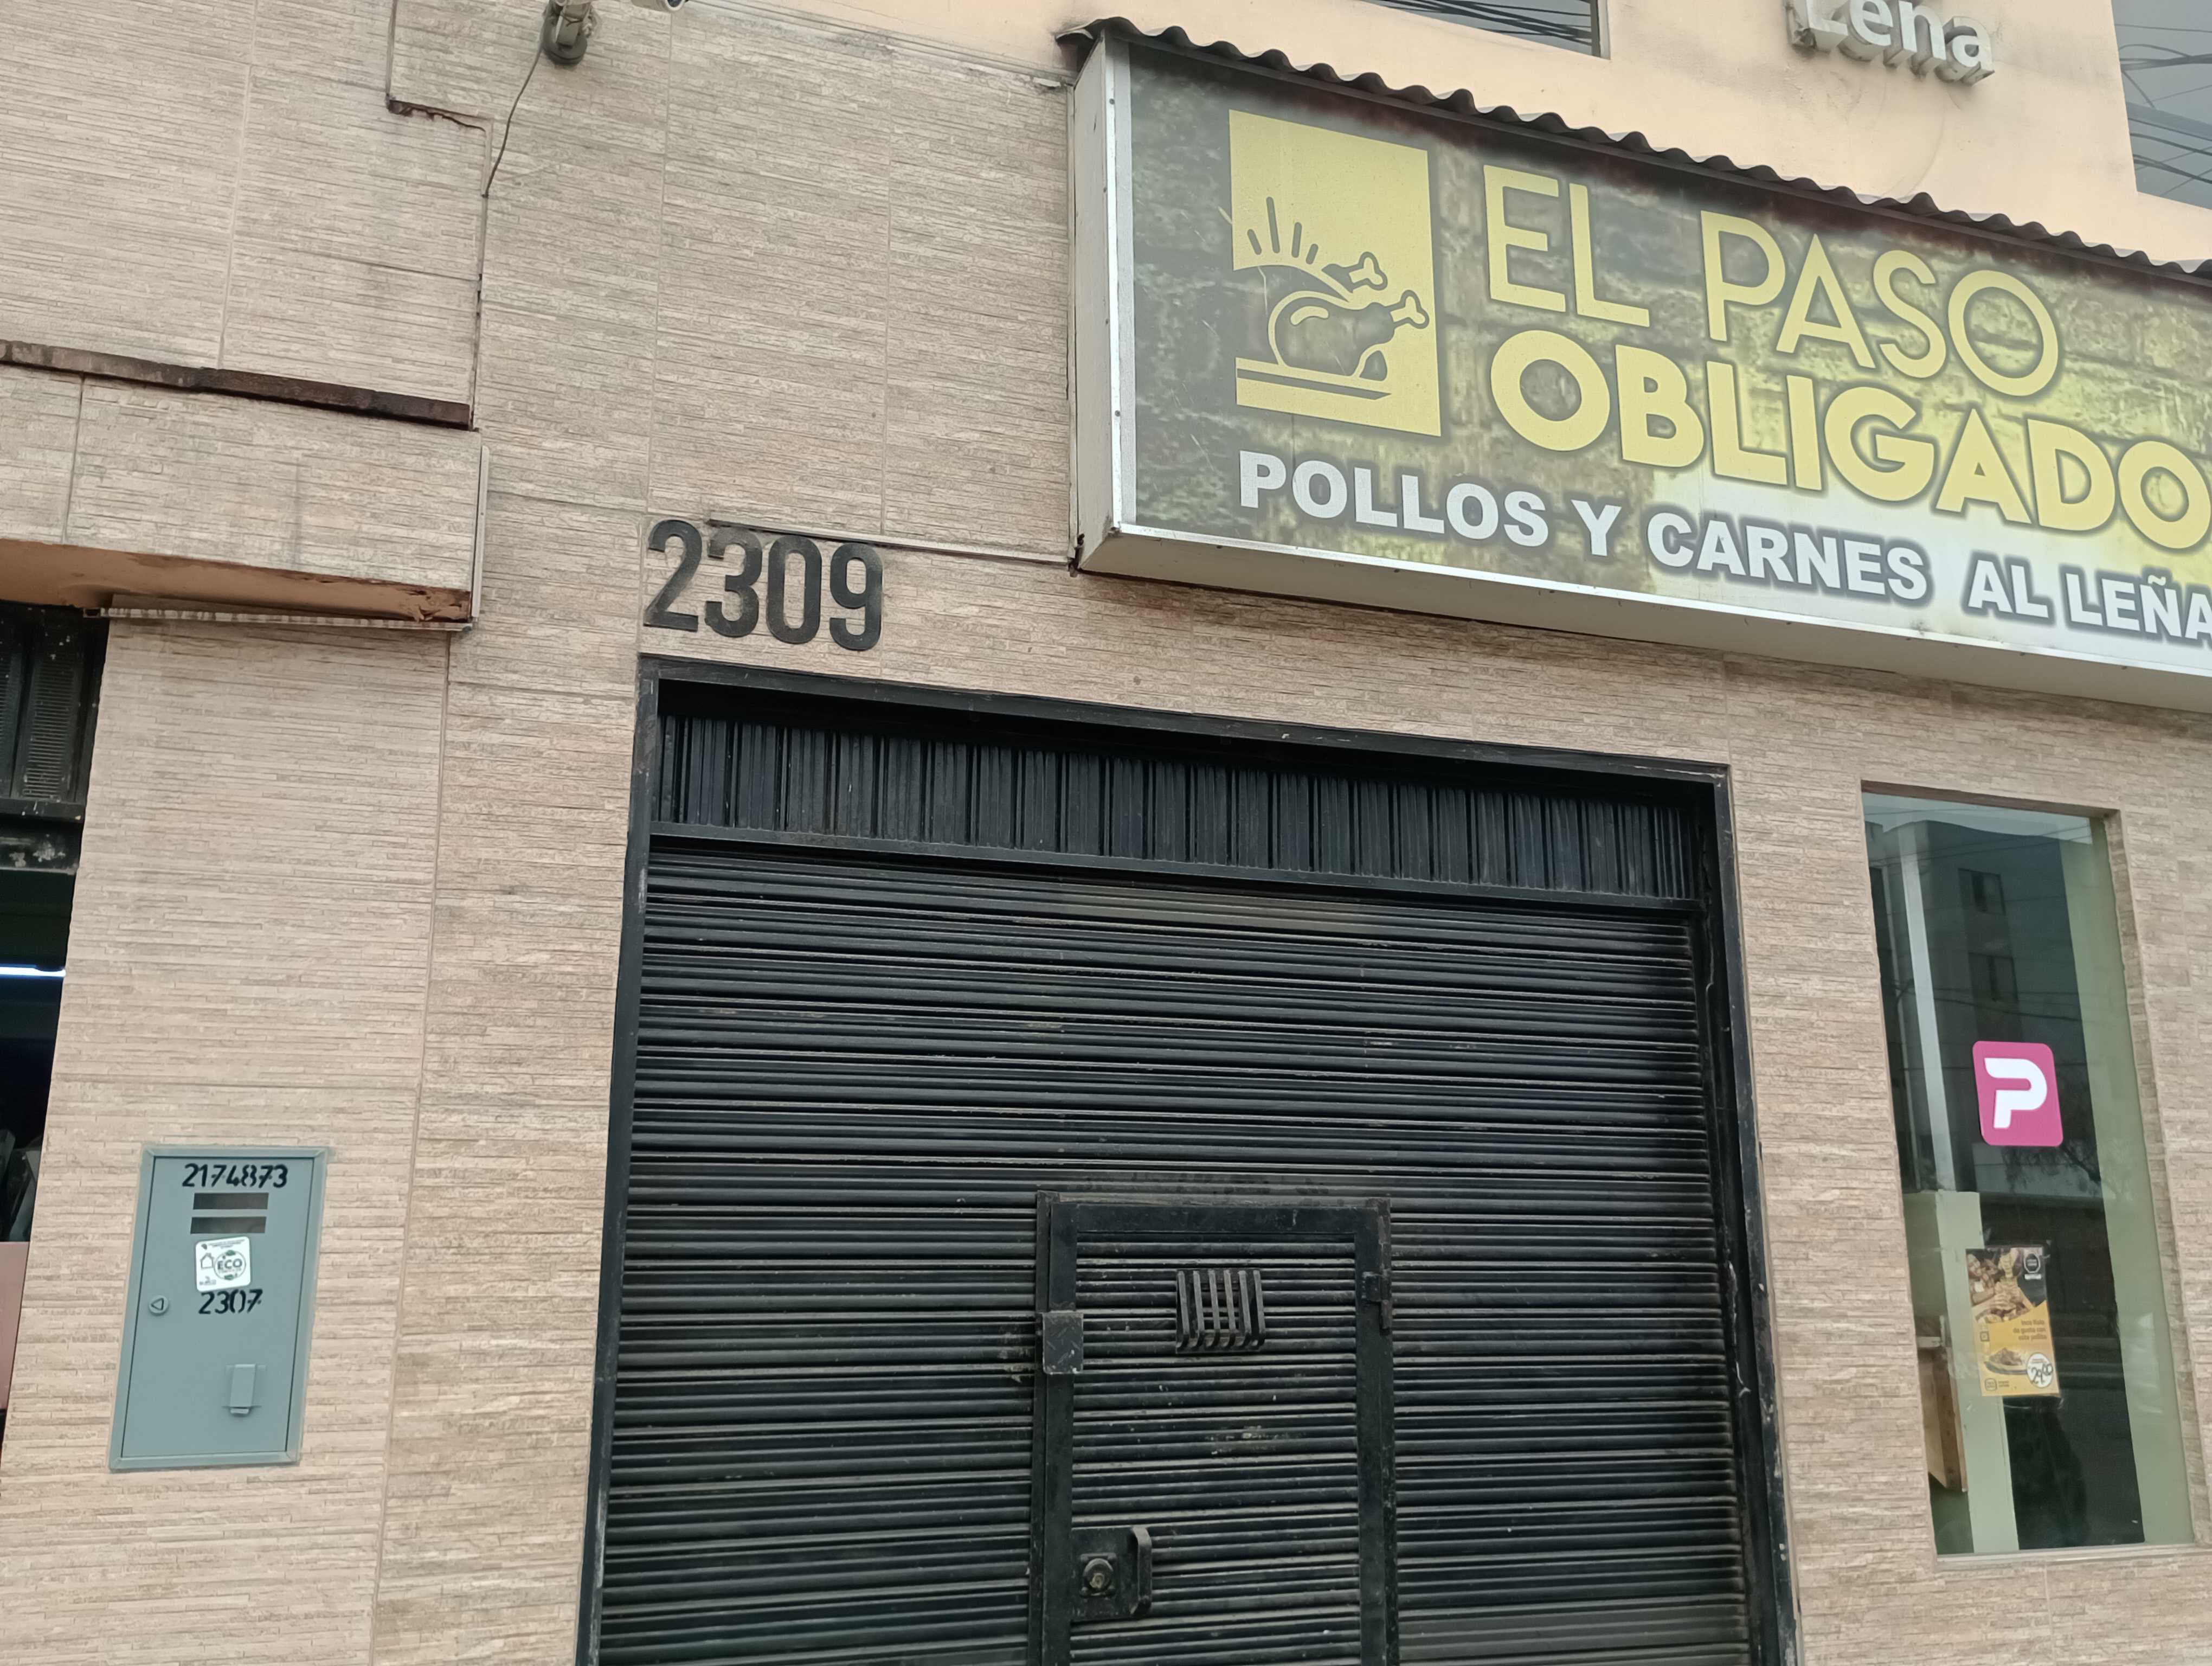 Leña
EL PASO
OBLIGADO
POLLOS Y CARNES AL LEÑA
2309
2174873
ECO
2307
P